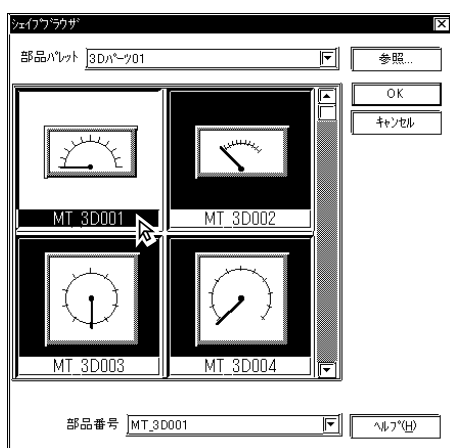 ｼｪｲﾌﾟﾌﾞﾗｳｻﾞ
部品ﾊﾟﾚｯﾄ 3Dﾊﾟｰﾂ01 参照...
OK
ｷｬﾝｾﾙ
MT_3D001 MT_3D002
MT_3D003 MT_3D004
部品番号 MT_3D001 ﾍﾙﾌﾟ(H)